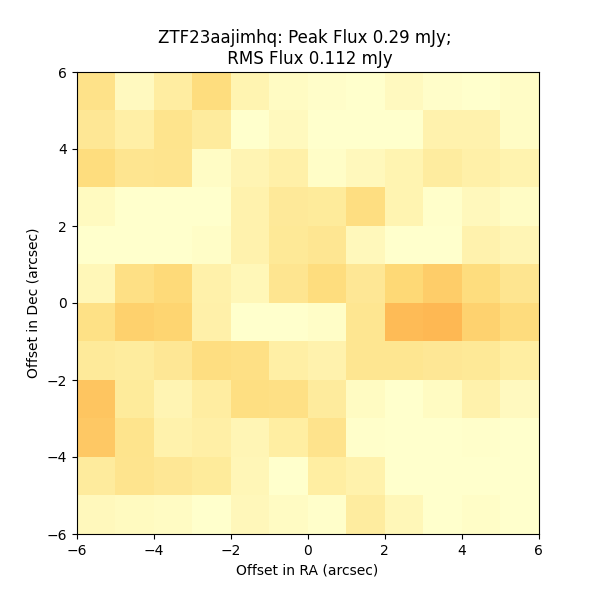 ZTF23aajimhq: Peak Flux 0.29 mJy;
RMS Flux 0.112 mJy
6
4
2
0
−2
−4
−6
Offset in Dec (arcsec)
−6 −4 −2 0 2 4 6
Offset in RA (arcsec)